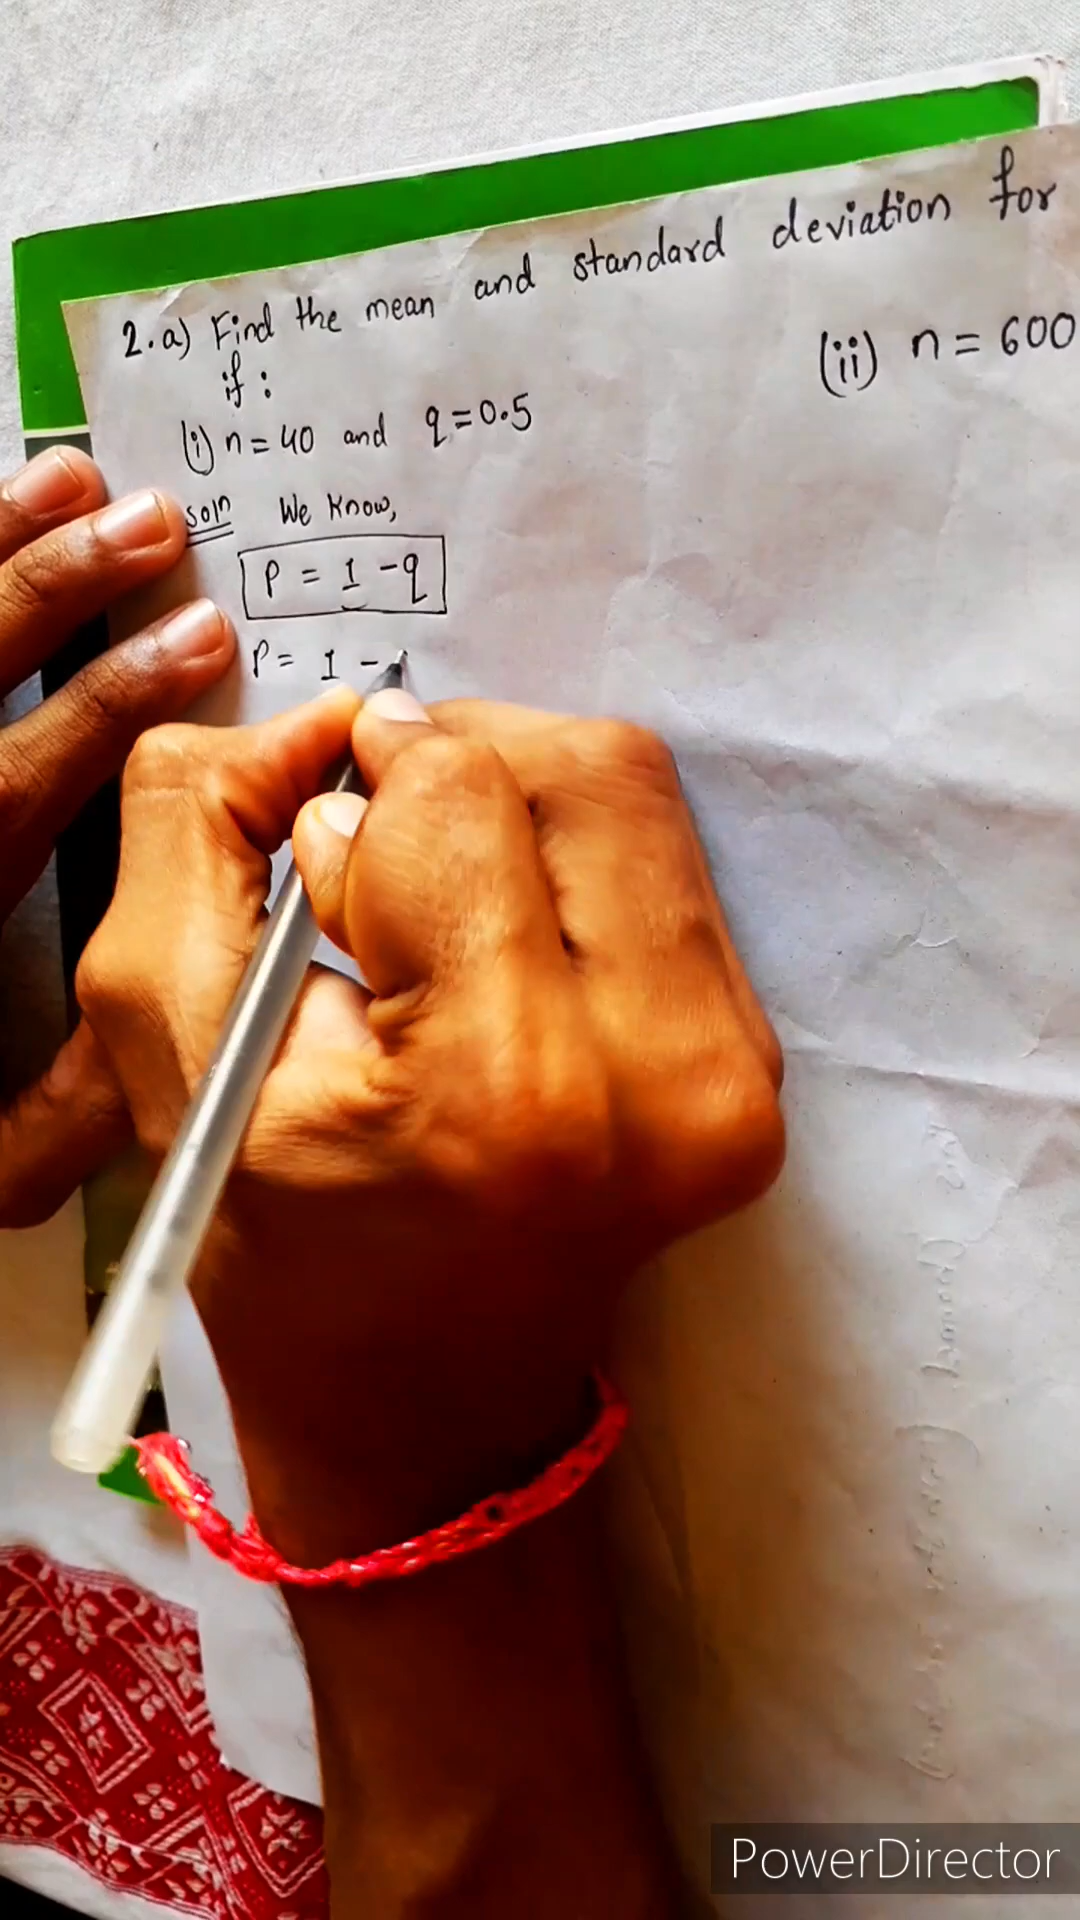 2.a) Find the mean and standard deviation for
if :
(i) n = 40 and q = 0.5
(ii) n = 600
soln We Know,
P = 1 - q
P = 1 -
PowerDirector